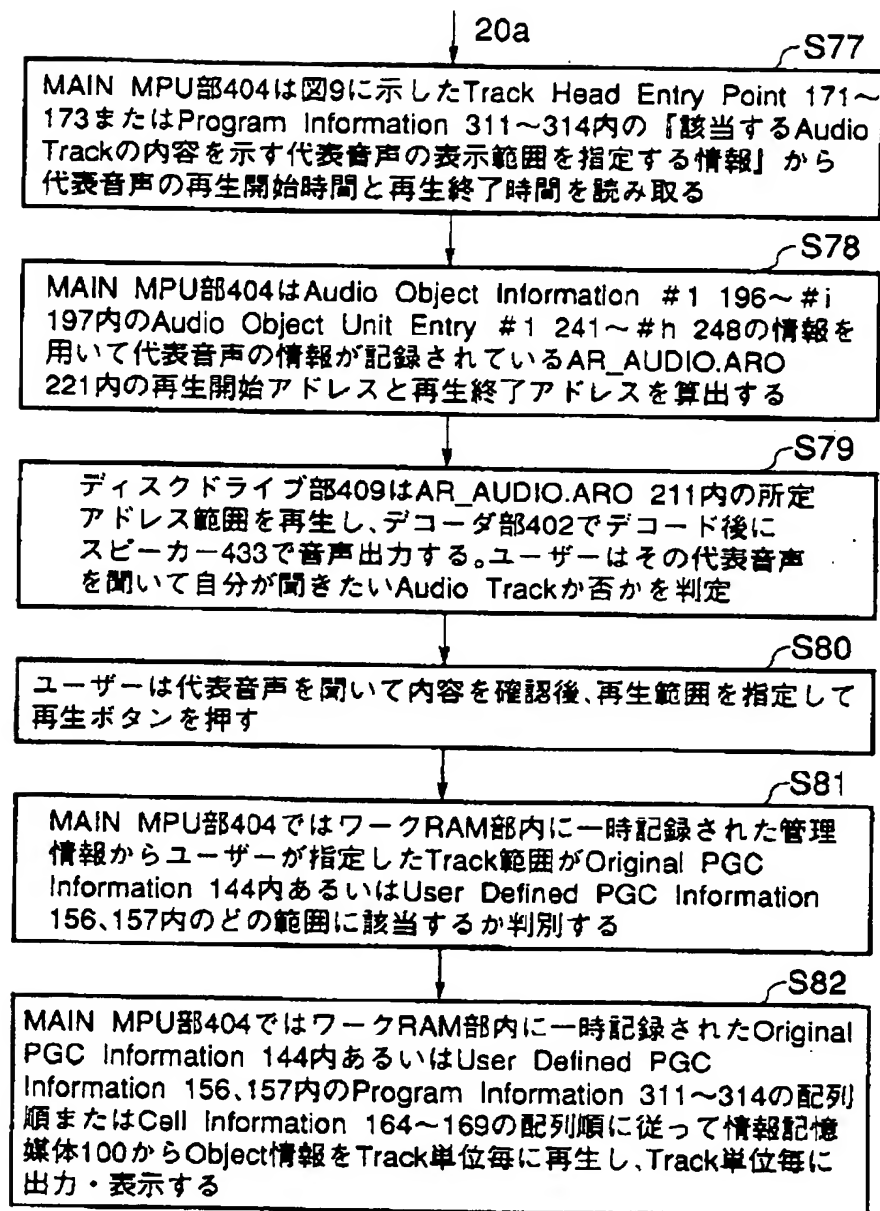 20a
S77
MAIN MPU部404は図9に示したTrack Head Entry Point 171～
173またはProgram Information 311～314内の『該当するAudio
Trackの内容を示す代表音声の表示範囲を指定する情報』から
代表音声の再生開始時間と再生終了時間を読み取る
S78
MAIN MPU部404はAudio Object Information #1 196～#i
197内のAudio Object Unit Entry #1 241～#h 248の情報を
用いて代表音声の情報が記録されているAR_AUDIO.ARO
221内の再生開始アドレスと再生終了アドレスを算出する
S79
ディスクドライブ部409はAR_AUDIO.ARO 211内の所定
アドレス範囲を再生し、デコーダ部402でデコード後に
スピーカー433で音声出力する。ユーザーはその代表音声
を聞いて自分が聞きたいAudio Trackか否かを判定
S80
ユーザーは代表音声を聞いて内容を確認後、再生範囲を指定して
再生ボタンを押す
S81
MAIN MPU部404ではワークRAM部内に一時記録された管理
情報からユーザーが指定したTrack範囲がOriginal PGC
Information 144内あるいはUser Defined PGC Information
156、157内のどの範囲に該当するか判別する
S82
MAIN MPU部404ではワークRAM部内に一時記録されたOriginal
PGC Information 144内あるいはUser Defined PGC
Information 156、157内のProgram Information 311～314の配列
順またはCell Information 164～169の配列順に従って情報記憶
媒体100からObject情報をTrack単位毎に再生し、Track単位毎に
出力・表示する